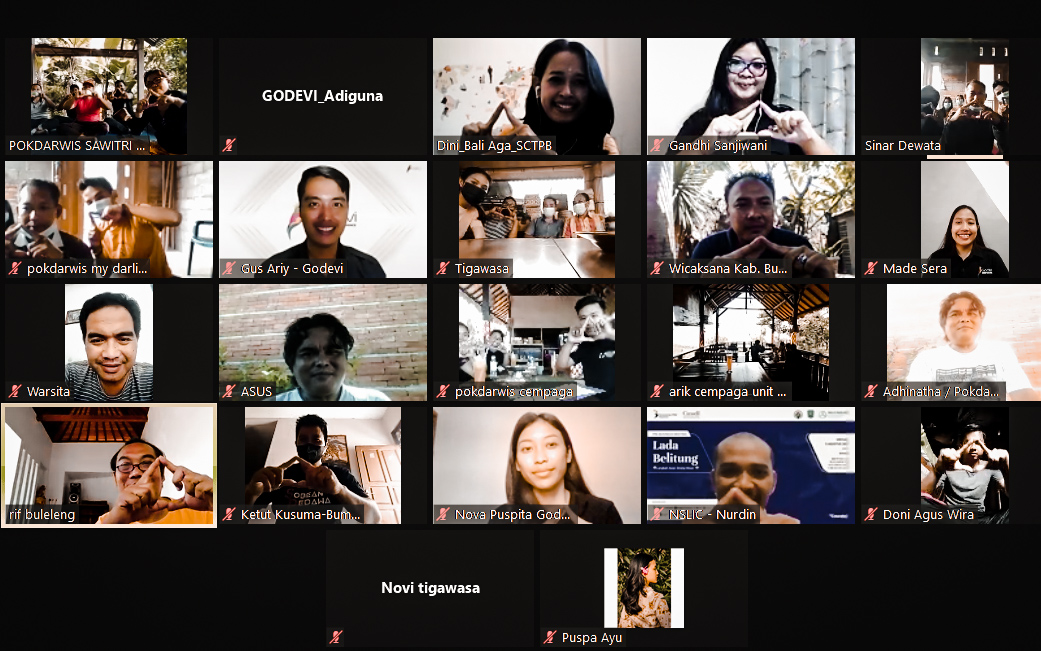 POKDARWIS SAWITRI ...
GODEVI_Adiguna
Dini_Bali Aga_SCTPB
Gandhi Sanjiwani
Sinar Dewata
pokdarwis my darli...
Gus Ariy - Godevi
Tigawasa
Wicaksana Kab. Bu...
Made Sera
Warsita
ASUS
pokdarwis cempaga
arik cempaga unit ...
Adhinatha / Pokda...
rif buleleng
Ketut Kusuma-Bum...
Nova Puspita God...
Lada
Belitung
NSLIC - Nurdin
Doni Agus Wira
Novi tigawasa
Puspa Ayu